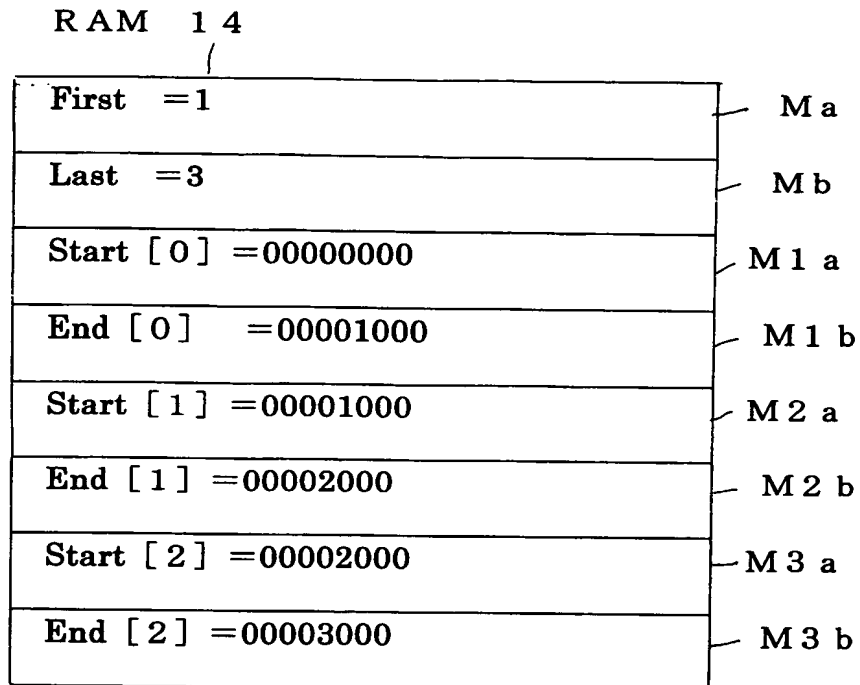 RAM 14
First =1 Ma
Last =3 Mb
Start [0] =00000000 M1a
End [0] =00001000 M1b
Start [1] =00001000 M2a
End [1] =00002000 M2b
Start [2] =00002000 M3a
End [2] =00003000 M3b